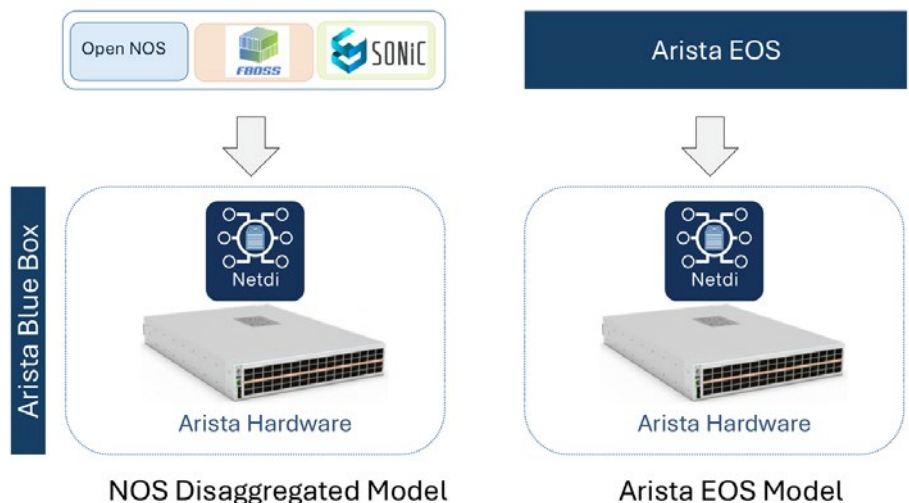 Open NOS
FBOSS
SONiC
Arista EOS
Arista Blue Box
Netdi
Arista Hardware
NOS Disaggregated Model
Netdi
Arista Hardware
Arista EOS Model